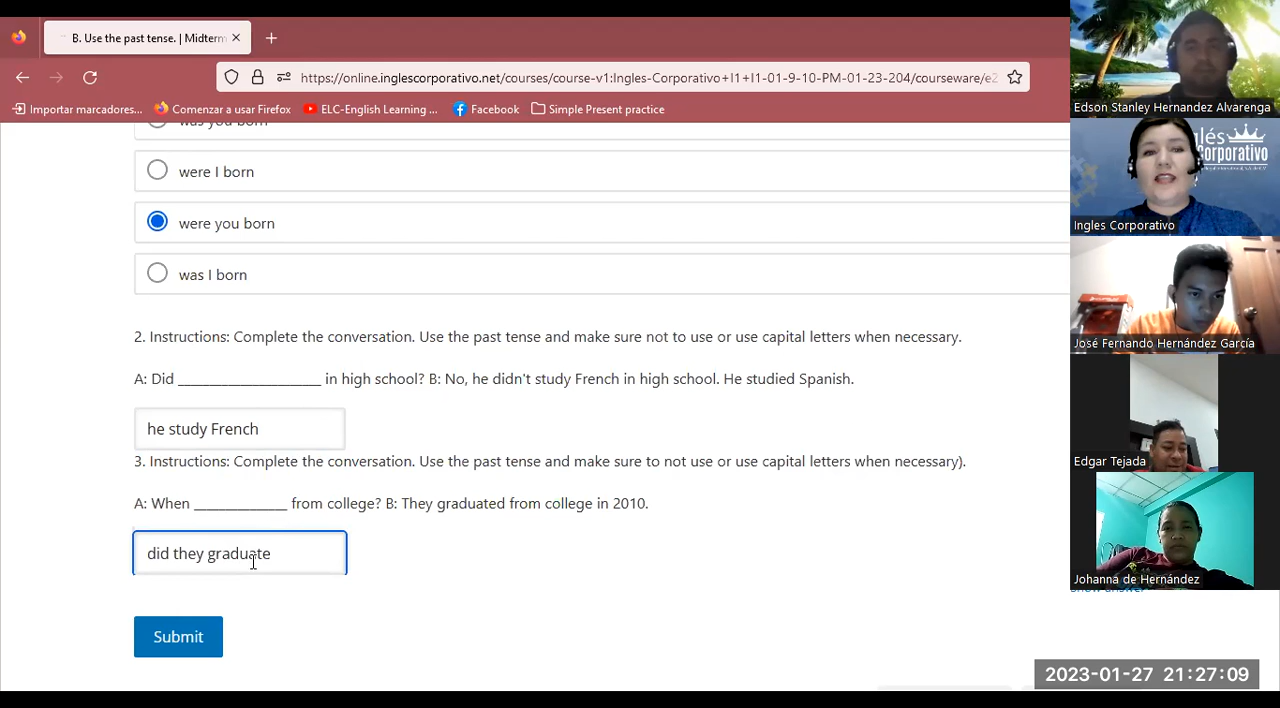 B. Use the past tense. | Midterm
https://online.inglescorporativo.net/courses/course-v1:Ingles-Corporativo+I1+I1-01-9-10-PM-01-23-204/courseware/e2
Importar marcadores... Comenzar a usar Firefox ELC-English Learning ... Facebook Simple Present practice
was you born
were I born
were you born
was I born
2. Instructions: Complete the conversation. Use the past tense and make sure not to use or use capital letters when necessary.
A: Did ______________________ in high school? B: No, he didn't study French in high school. He studied Spanish.
he study French
3. Instructions: Complete the conversation. Use the past tense and make sure to not use or use capital letters when necessary).
A: When _____________ from college? B: They graduated from college in 2010.
did they graduate
Submit
Edson Stanley Hernandez Alvarenga
Corporativo
Ingles Corporativo
José Fernando Hernández García
Edgar Tejada
Johanna de Hernández
2023-01-27 21:27:09